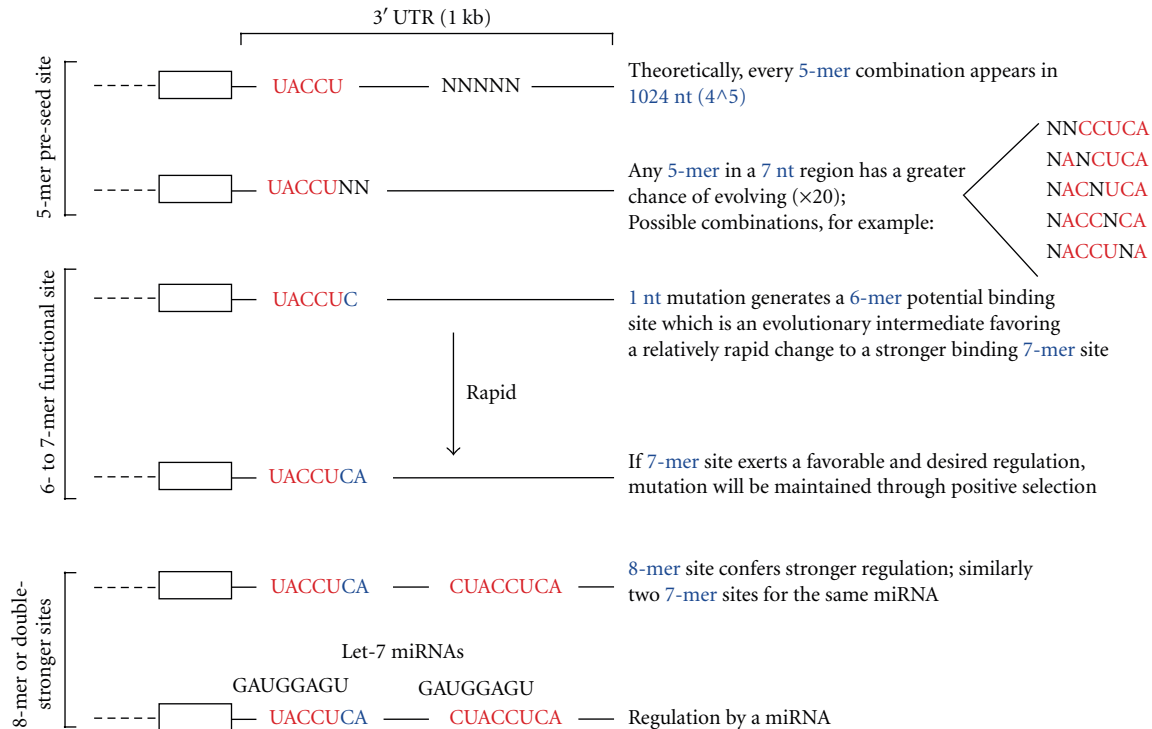 3′ UTR (1 kb)
5-mer pre-seed site
UACCU
NNNNN
Theoretically, every 5-mer combination appears in
1024 nt (4^5)
UACCUNN
Any 5-mer in a 7 nt region has a greater
chance of evolving (×20);
Possible combinations, for example:
NNCCUCA
NANCUCA
NACNUCA
NACCNCA
NACCUNA
6- to 7-mer functional site
UACCUC
1 nt mutation generates a 6-mer potential binding
site which is an evolutionary intermediate favoring
a relatively rapid change to a stronger binding 7-mer site
Rapid
UACCUCA
If 7-mer site exerts a favorable and desired regulation,
mutation will be maintained through positive selection
8-mer or double-
stronger sites
UACCUCA
CUACCUCA
8-mer site confers stronger regulation; similarly
two 7-mer sites for the same miRNA
Let-7 miRNAs
GAUGGAGU
GAUGGAGU
UACCUCA
CUACCUCA
Regulation by a miRNA